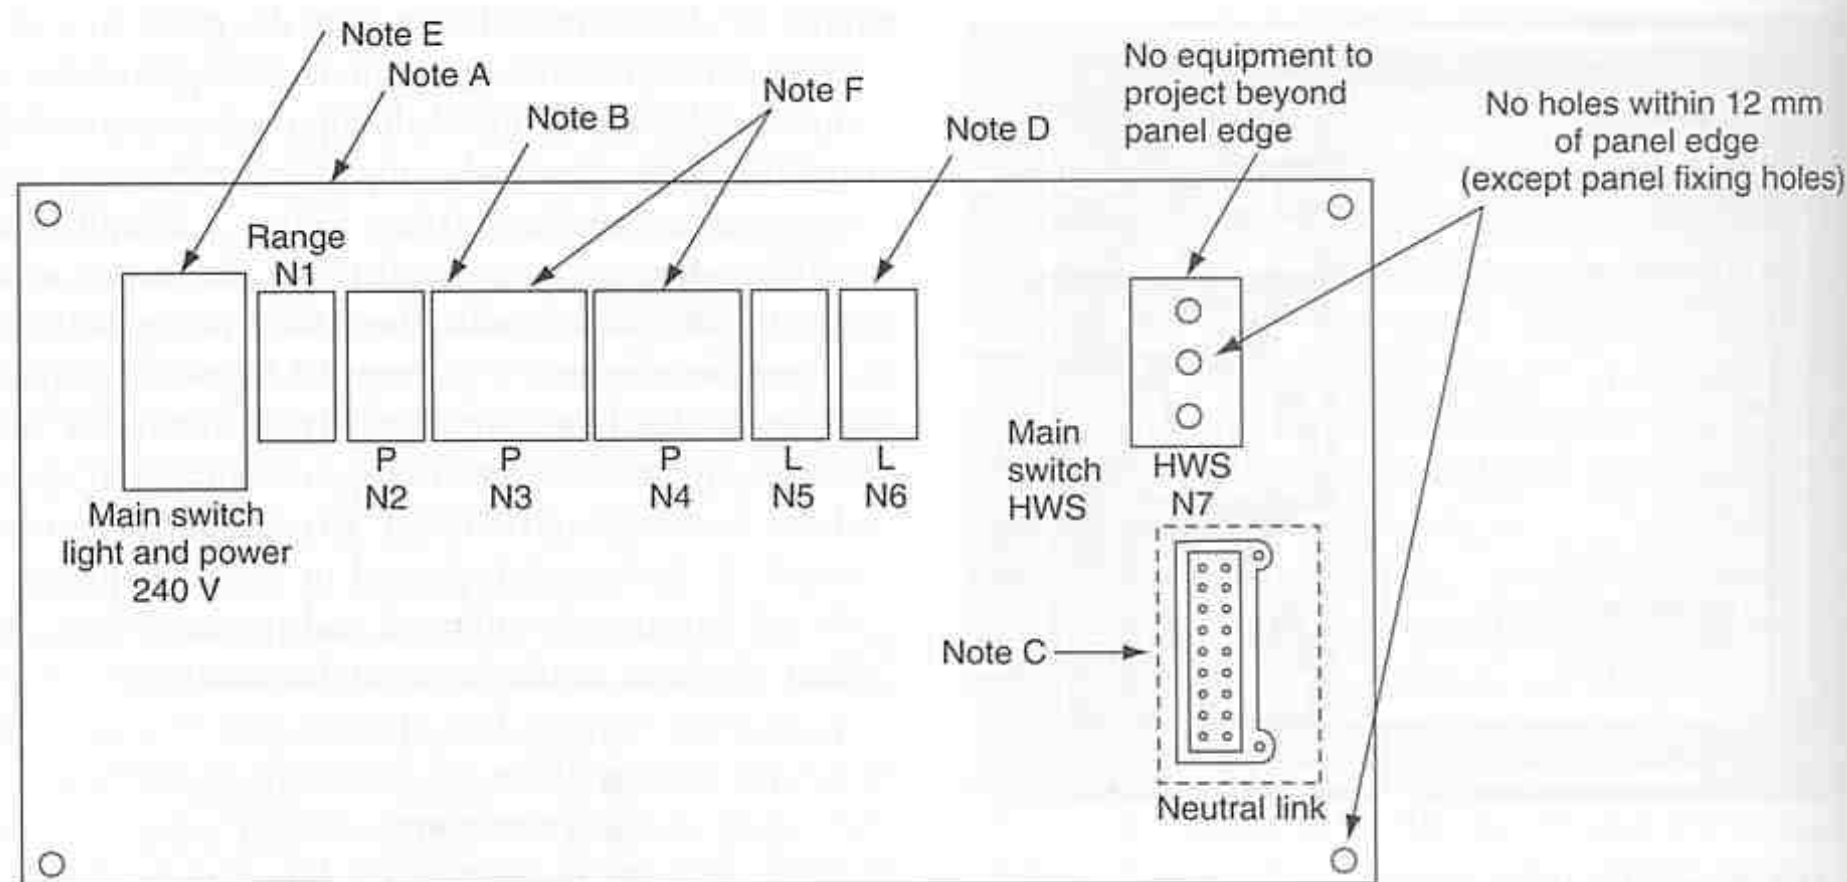 Note E
Note A
Note B
Note F
Note D
No equipment to
project beyond
panel edge
No holes within 12 mm
of panel edge
(except panel fixing holes)
Range
N1
P
N2
P
N3
P
N4
L
N5
L
N6
Main switch
light and power
240 V
Main
switch
HWS
HWS
N7
Note C
Neutral link